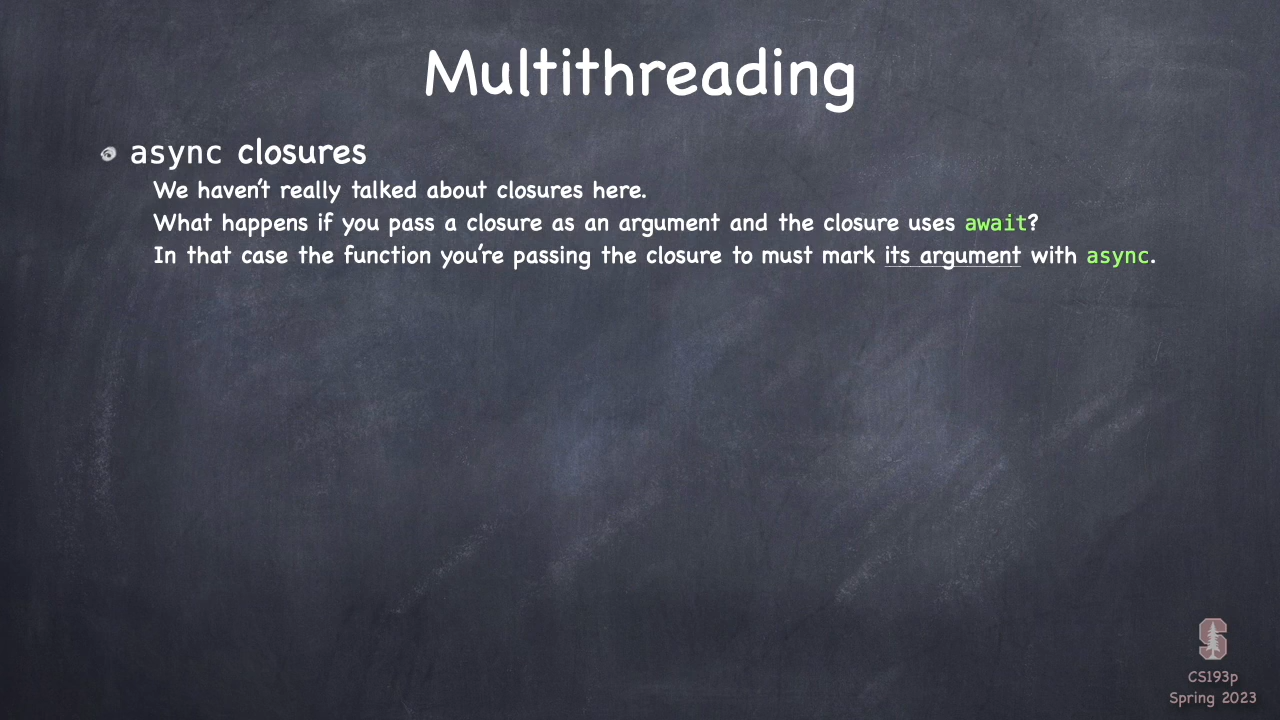 Multithreading
async closures
We haven't really talked about closures here.
What happens if you pass a closure as an argument and the closure uses await?
In that case the function you're passing the closure to must mark its argument with async.
S
CS193p
Spring 2023